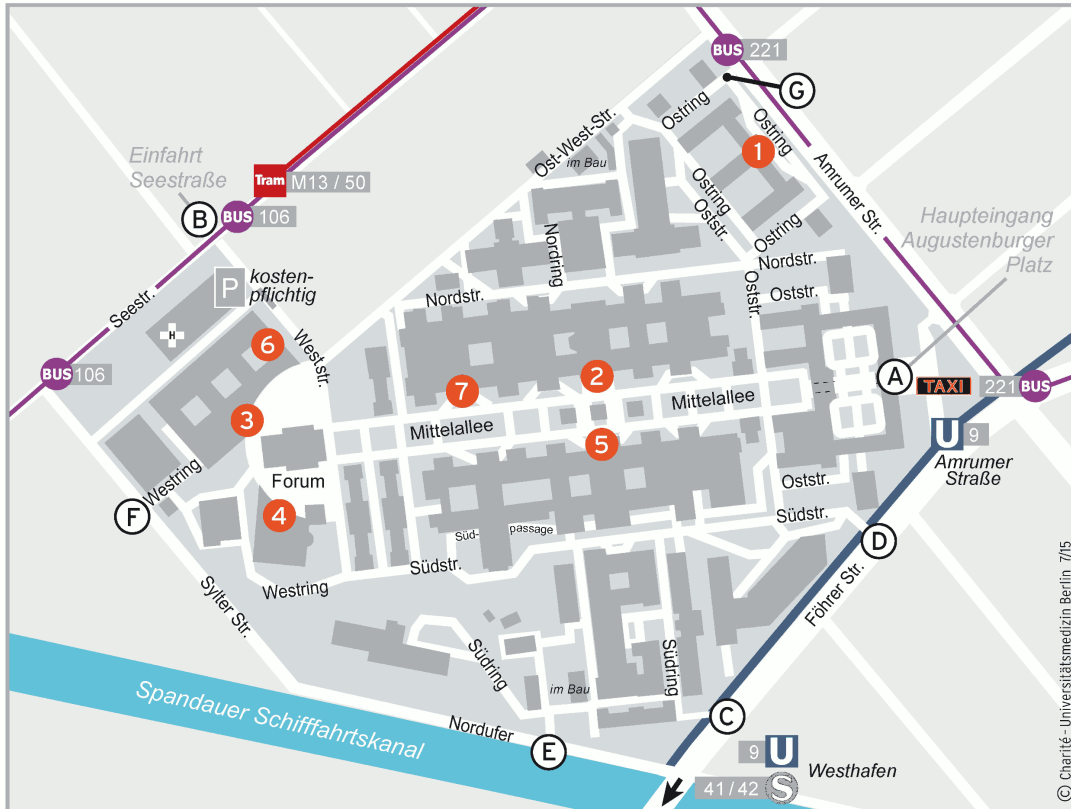 BUS 221
G
Ostring
Ostring
1
Ost-West-Str.
im Bau
Amrumer Str.
Einfahrt
Seestraße
Tram M13 / 50
B
BUS 106
Ostring
Oststr.
Haupteingang
Augustenburger
Platz
Nordring
Ostring
Nordstr.
P kosten-
pflichtig
Nordstr.
Oststr.
Oststr.
Seestr.
H
6
Weststr.
BUS 106
2
7
A
TAXI
221 BUS
3
Mittelallee
Mittelallee
5
U 9
Amrumer
Straße
Westring
Forum
Oststr.
F
4
Süd- passage
Südstr.
D
Südstr.
Westring
Sylter Str.
Föhrer Str.
Südring
Südring
im Bau
Spandauer Schifffahrtskanal
Nordufer
C
E
9 U
Westhafen
41 / 42 S
© Charité - Universitätsmedizin Berlin 7/15